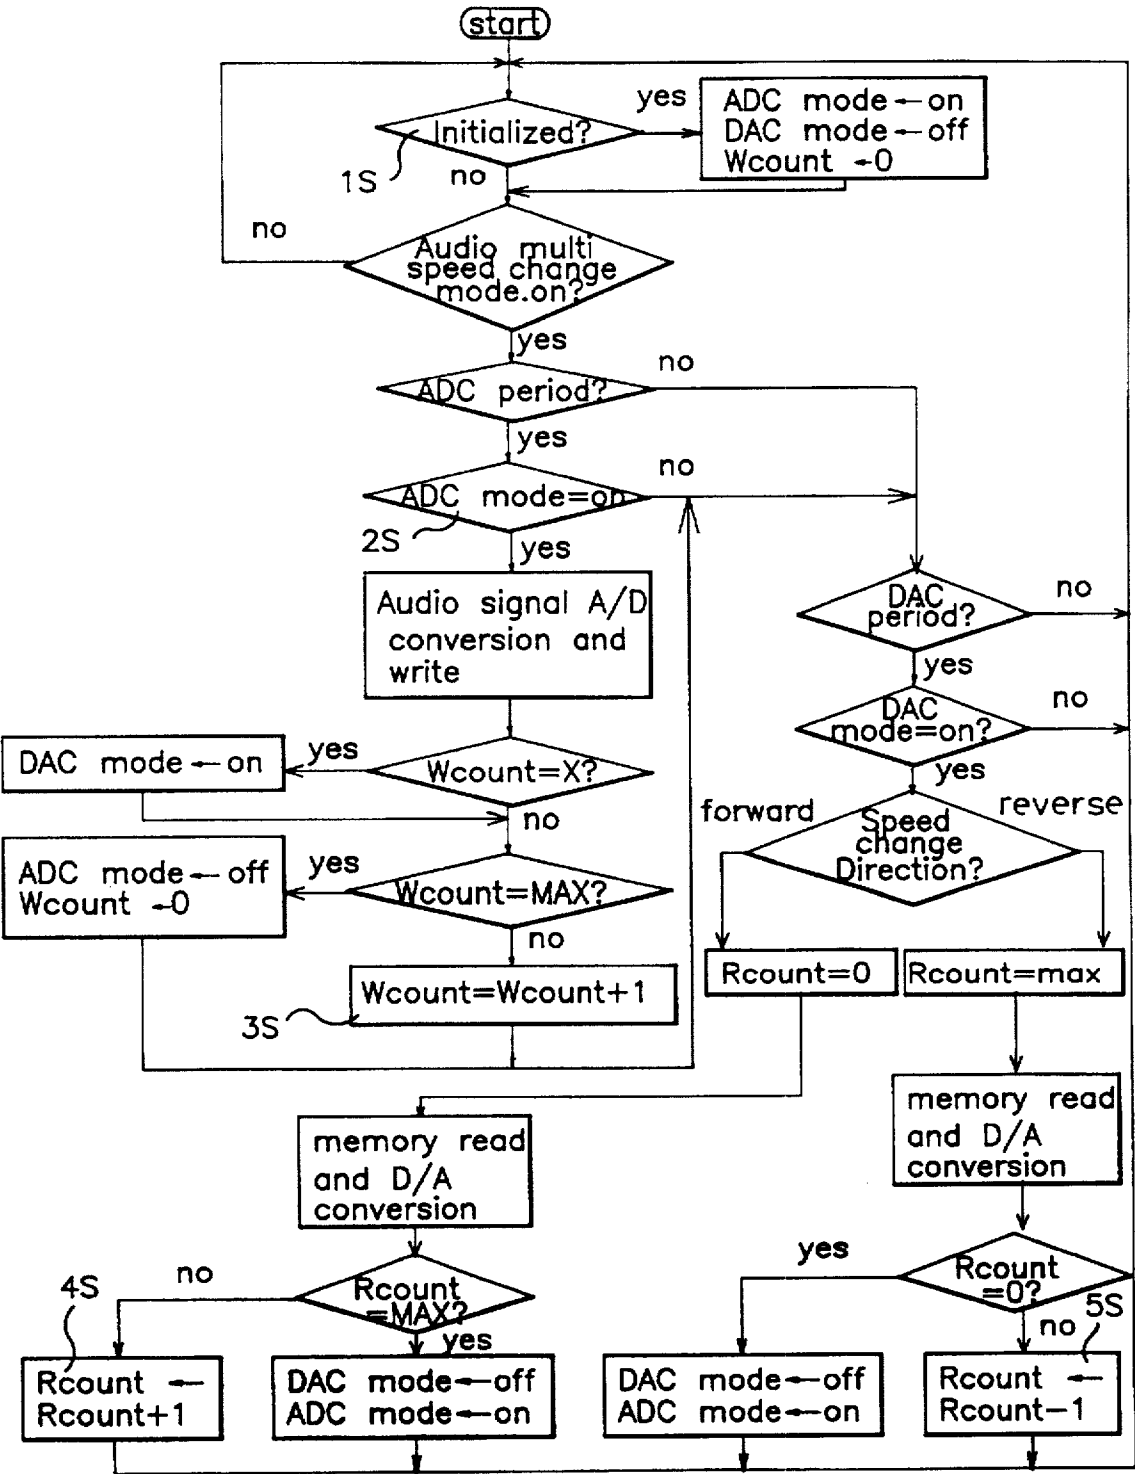 start
Initialized?
yes
ADC mode←on
DAC mode←off
Wcount ←0
1S
no
no
Audio multi
speed change
mode.on?
yes
ADC period?
no
yes
ADC mode=on
no
2S
yes
Audio signal A/D
conversion and
write
DAC
period?
no
yes
DAC
mode=on?
no
yes
DAC mode←on
yes
Wcount=X?
no
forward
Speed
change
Direction?
reverse
ADC mode←off
Wcount ←0
yes
Wcount=MAX?
no
Wcount=Wcount+1
3S
Rcount=0
Rcount=max
memory read
and D/A
conversion
memory read
and D/A
conversion
no
Rcount
=MAX?
yes
yes
Rcount
=0?
no
4S
5S
Rcount ←
Rcount+1
DAC mode←off
ADC mode←on
DAC mode←off
ADC mode←on
Rcount ←
Rcount−1